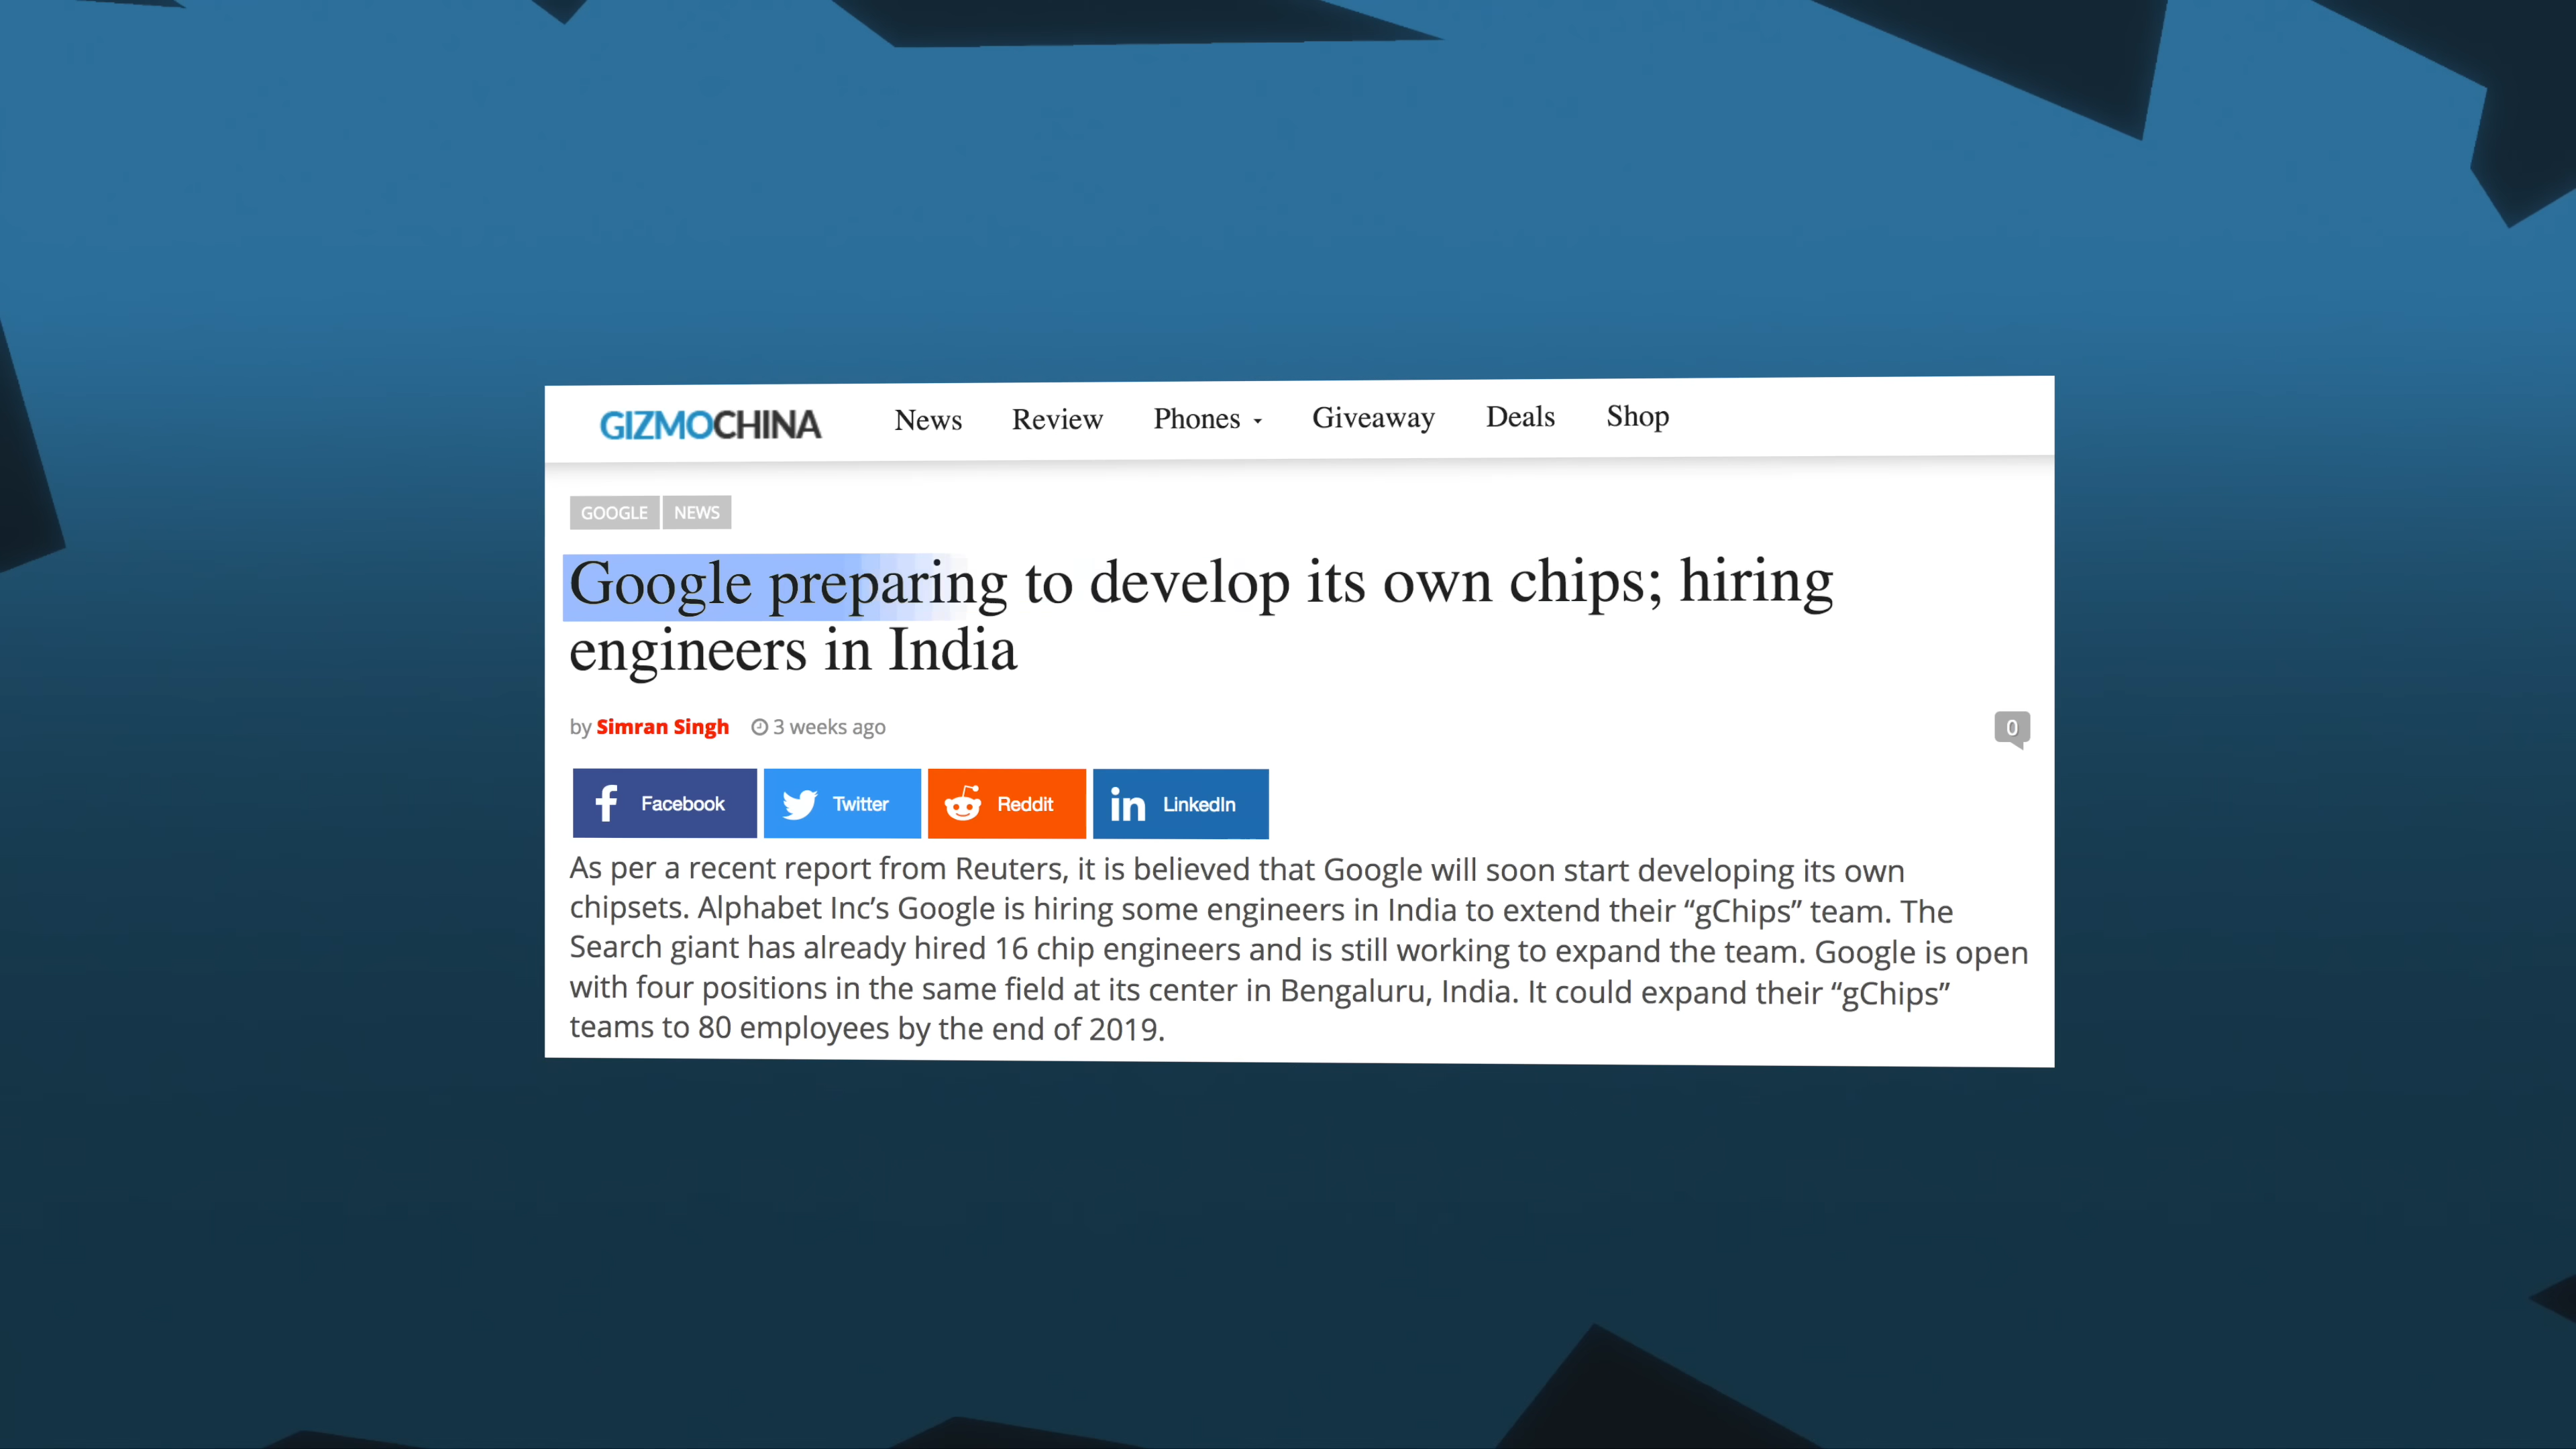 GIZMOCHINA News Review Phones Giveaway Deals Shop
GOOGLE NEWS
Google preparing to develop its own chips; hiring
engineers in India
by Simran Singh 3 weeks ago 0
Facebook Twitter Reddit LinkedIn
As per a recent report from Reuters, it is believed that Google will soon start developing its own
chipsets. Alphabet Inc’s Google is hiring some engineers in India to extend their “gChips” team. The
Search giant has already hired 16 chip engineers and is still working to expand the team. Google is open
with four positions in the same field at its center in Bengaluru, India. It could expand their “gChips”
teams to 80 employees by the end of 2019.